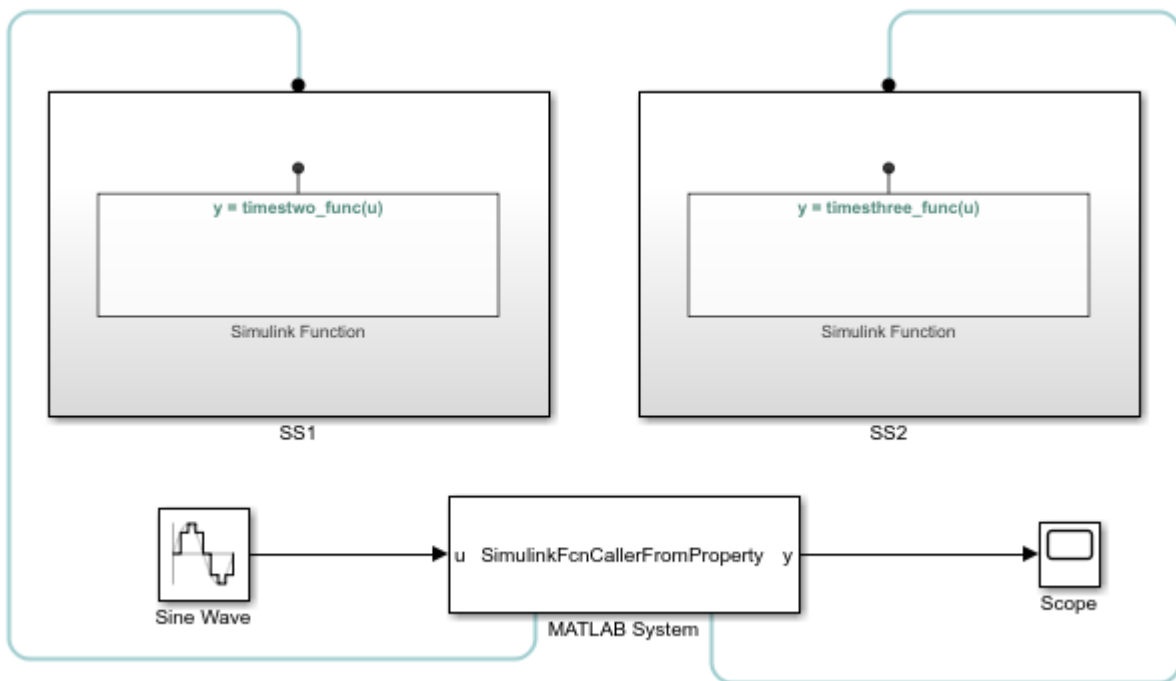 y = timestwo_func(u)
Simulink Function
SS1
y = timesthree_func(u)
Simulink Function
SS2
Sine Wave
u SimulinkFcnCallerFromProperty y
MATLAB System
Scope